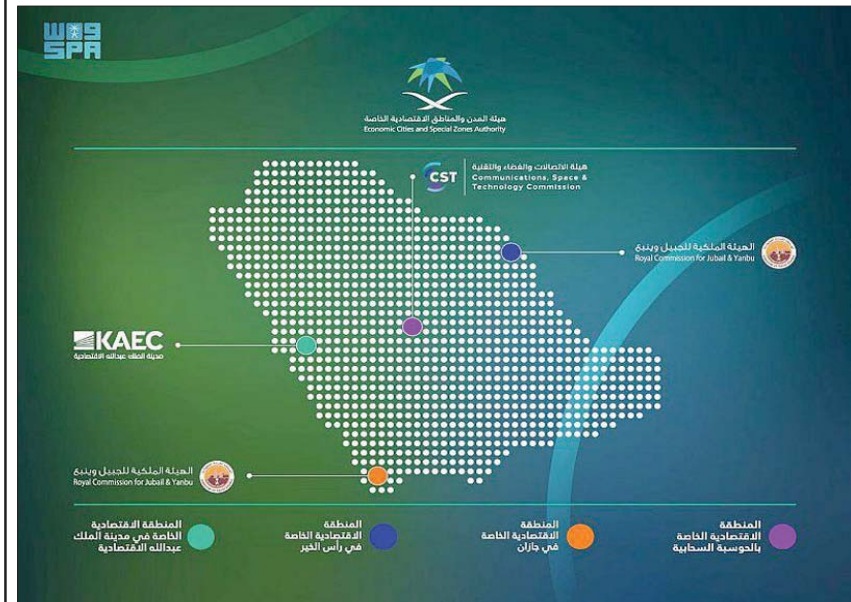 واس
SPA
هيئة المدن والمناطق الاقتصادية الخاصة
Economic Cities and Special Zones Authority
CST
هيئة الاتصالات والفضاء والتقنية
Communications, Space &
Technology Commission
الهيئة الملكية للجبيل وينبع
Royal Commission for Jubail & Yanbu
KAEC
مدينة الملك عبدالله الاقتصادية
الهيئة الملكية للجبيل وينبع
Royal Commission for Jubail & Yanbu
المنطقة
الاقتصادية الخاصة
بالحوسبة السحابية
المنطقة
الاقتصادية الخاصة
في جازان
المنطقة
الاقتصادية الخاصة
في رأس الخير
المنطقة الاقتصادية
الخاصة في مدينة الملك
عبدالله الاقتصادية